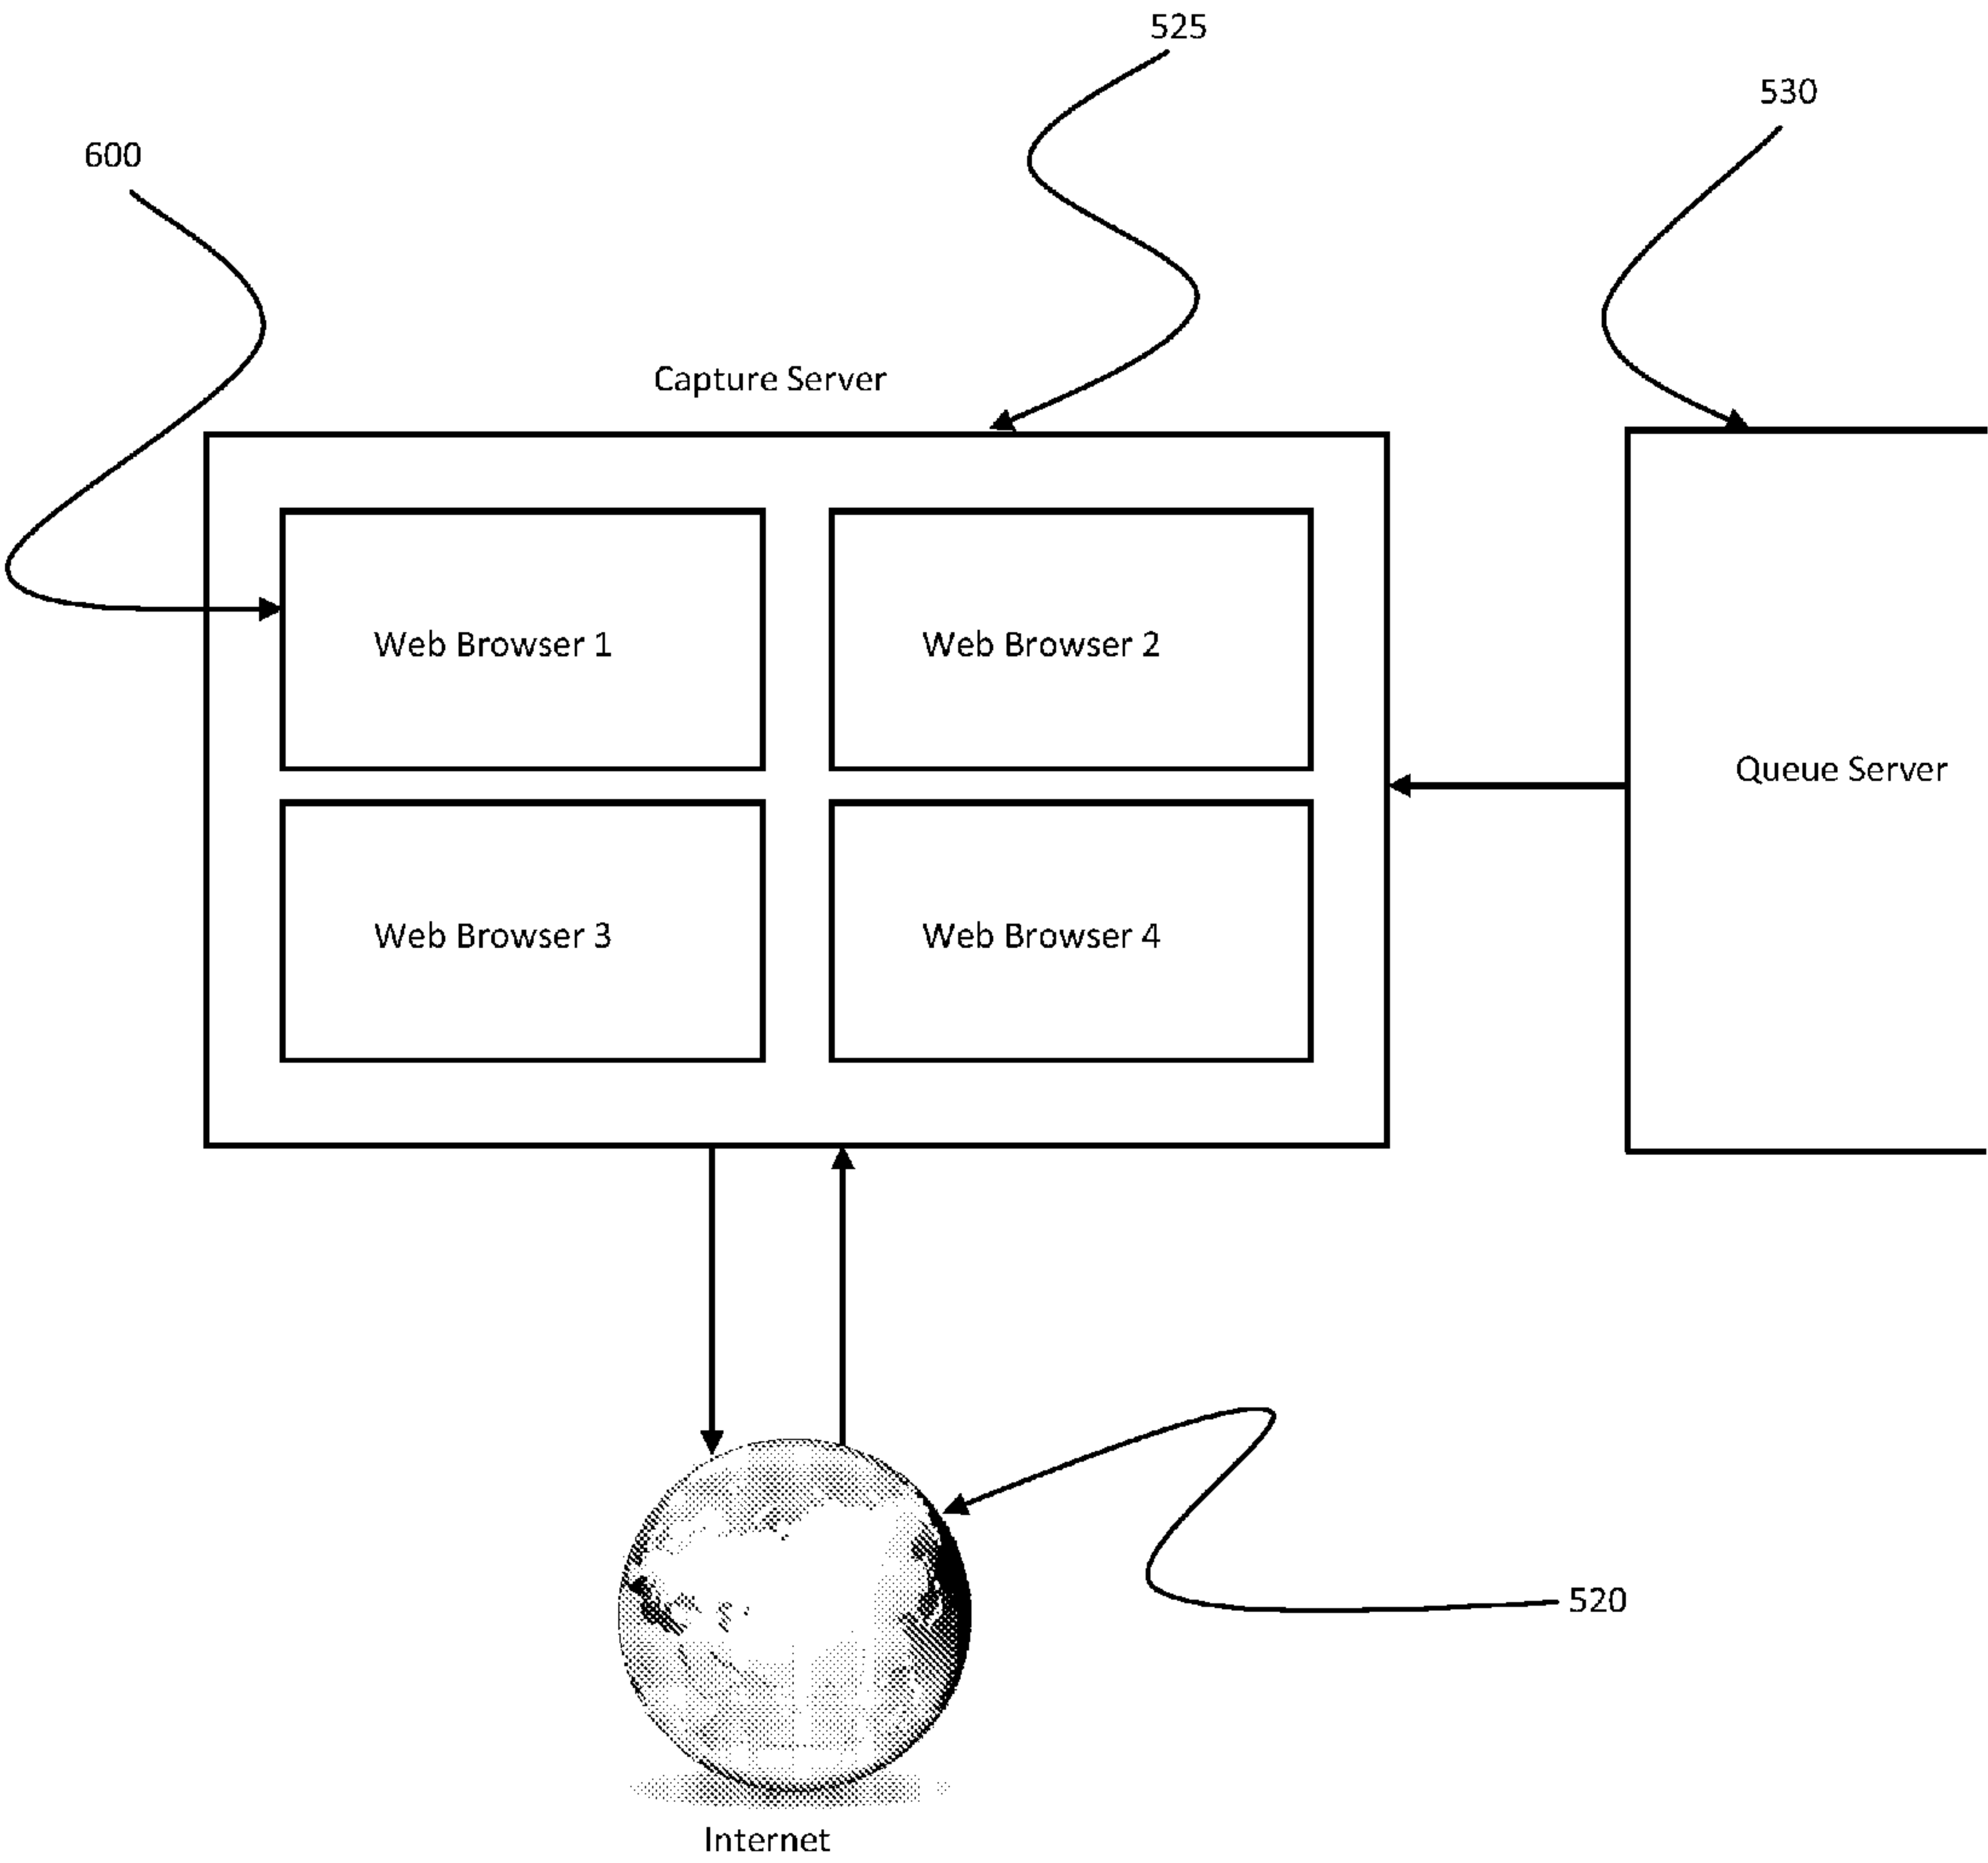 525
530
600
Capture Server
Web Browser 1
Web Browser 2
Queue Server
Web Browser 3
Web Browser 4
520
Internet